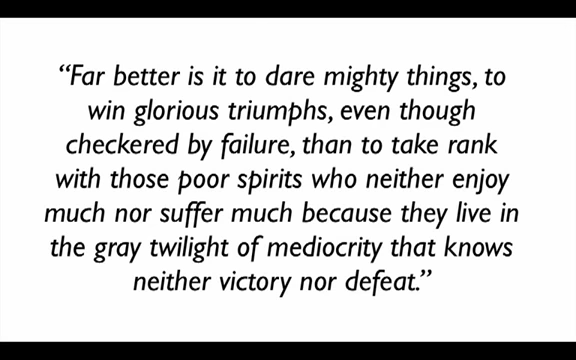 “Far better is it to dare mighty things, to
win glorious triumphs, even though
checkered by failure, than to take rank
with those poor spirits who neither enjoy
much nor suffer much because they live in
the gray twilight of mediocrity that knows
neither victory nor defeat.”